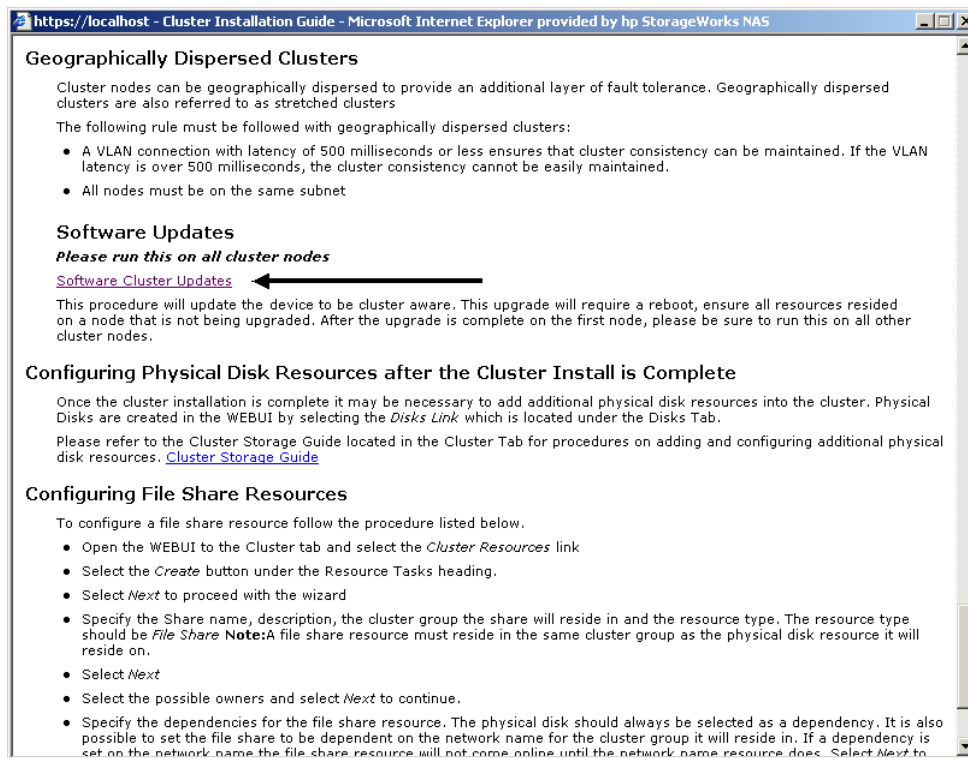 https://localhost - Cluster Installation Guide - Microsoft Internet Explorer provided by hp StorageWorks NAS
Geographically Dispersed Clusters
Cluster nodes can be geographically dispersed to provide an additional layer of fault tolerance. Geographically dispersed
clusters are also referred to as stretched clusters
The following rule must be followed with geographically dispersed clusters:
• A VLAN connection with latency of 500 milliseconds or less ensures that cluster consistency can be maintained. If the VLAN
latency is over 500 milliseconds, the cluster consistency cannot be easily maintained.
• All nodes must be on the same subnet
Software Updates
Please run this on all cluster nodes
Software Cluster Updates
This procedure will update the device to be cluster aware. This upgrade will require a reboot, ensure all resources resided
on a node that is not being upgraded. After the upgrade is complete on the first node, please be sure to run this on all other
cluster nodes.
Configuring Physical Disk Resources after the Cluster Install is Complete
Once the cluster installation is complete it may be necessary to add additional physical disk resources into the cluster. Physical
Disks are created in the WEBUI by selecting the Disks Link which is located under the Disks Tab.
Please refer to the Cluster Storage Guide located in the Cluster Tab for procedures on adding and configuring additional physical
disk resources. Cluster Storage Guide
Configuring File Share Resources
To configure a file share resource follow the procedure listed below.
• Open the WEBUI to the Cluster tab and select the Cluster Resources link
• Select the Create button under the Resource Tasks heading.
• Select Next to proceed with the wizard
• Specify the Share name, description, the cluster group the share will reside in and the resource type. The resource type
should be File Share Note:A file share resource must reside in the same cluster group as the physical disk resource it will
reside on.
• Select Next
• Select the possible owners and select Next to continue.
• Specify the dependencies for the file share resource. The physical disk should always be selected as a dependency. It is also
possible to set the file share to be dependent on the network name for the cluster group it will reside in. If a dependency is
set on the network name the file share resource will not come online until the network name resource does. Select Next to